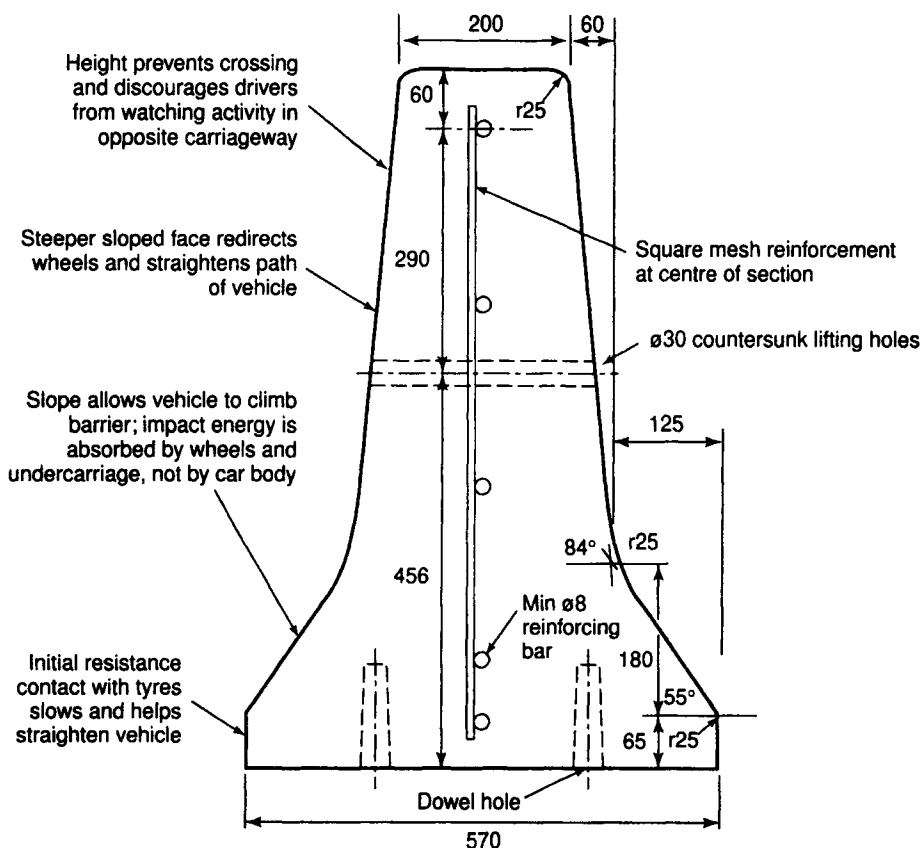 200
60
Height prevents crossing
and discourages drivers
from watching activity in
opposite carriageway
60
r25
Steeper sloped face redirects
wheels and straightens path
of vehicle
290
Square mesh reinforcement
at centre of section
ø30 countersunk lifting holes
Slope allows vehicle to climb
barrier; impact energy is
absorbed by wheels and
undercarriage, not by car body
125
84°
r25
456
Min ø8
reinforcing
bar
180
Initial resistance
contact with tyres
slows and helps
straighten vehicle
55°
65
r25
Dowel hole
570